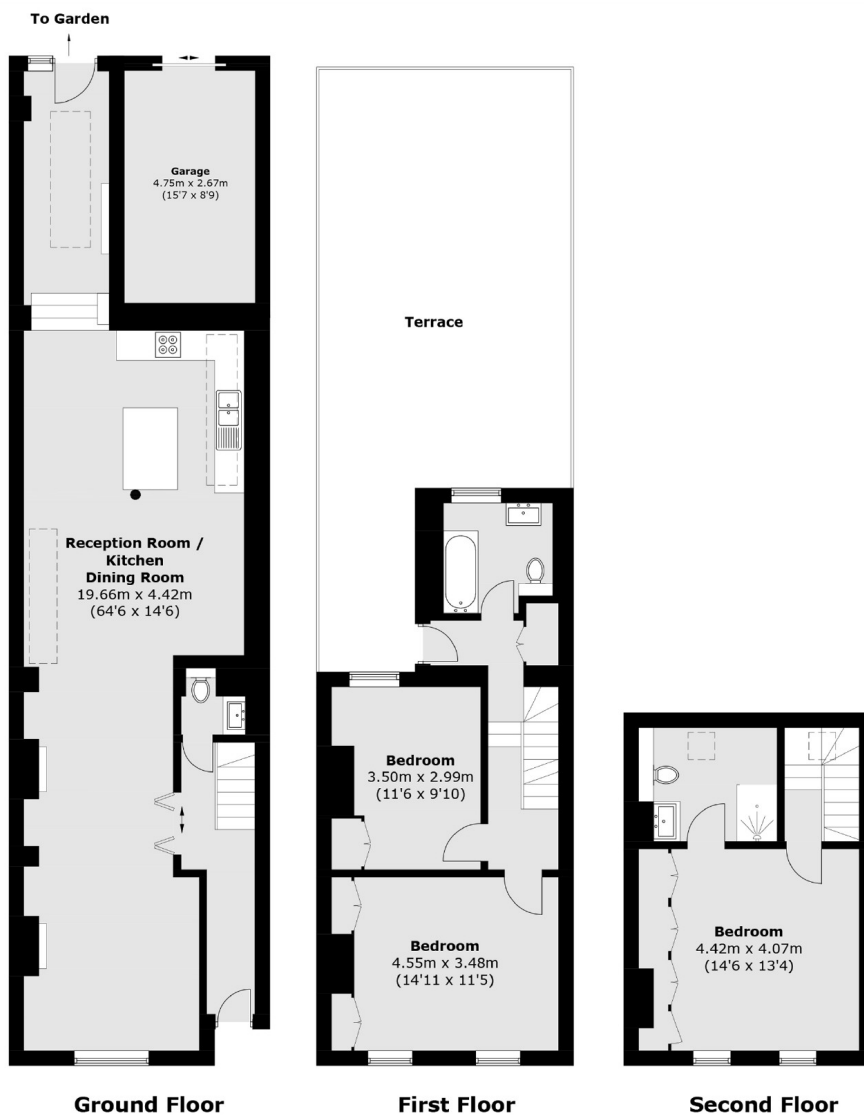 To Garden
Garage
4.75m x 2.67m
(15'7 x 8'9)
Terrace
Reception Room /
Kitchen
Dining Room
19.66m x 4.42m
(64'6 x 14'6)
Bedroom
3.50m x 2.99m
(11'6 x 9'10)
Bedroom
4.55m x 3.48m
(14'11 x 11'5)
Bedroom
4.42m x 4.07m
(14'6 x 13'4)
Ground Floor
First Floor
Second Floor